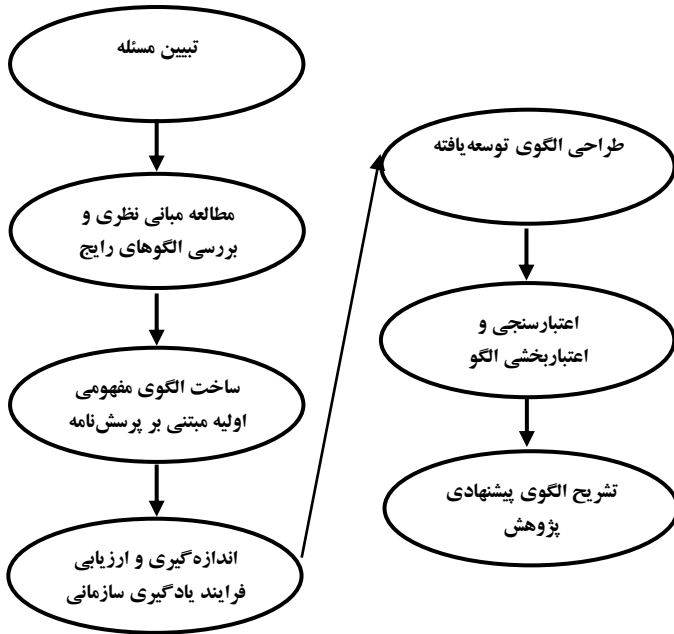 تبیین مسئله
مطالعه مبانی نظری و
بررسی الگوهای رایج
ساخت الگوی مفهومی
اولیه مبتنی بر پرسش‌نامه
اندازه‌گیری و ارزیابی
فرایند یادگیری سازمانی
طراحی الگوی توسعه‌یافته
اعتبارسنجی و
اعتباربخشی الگو
تشریح الگوی پیشنهادی
پژوهش